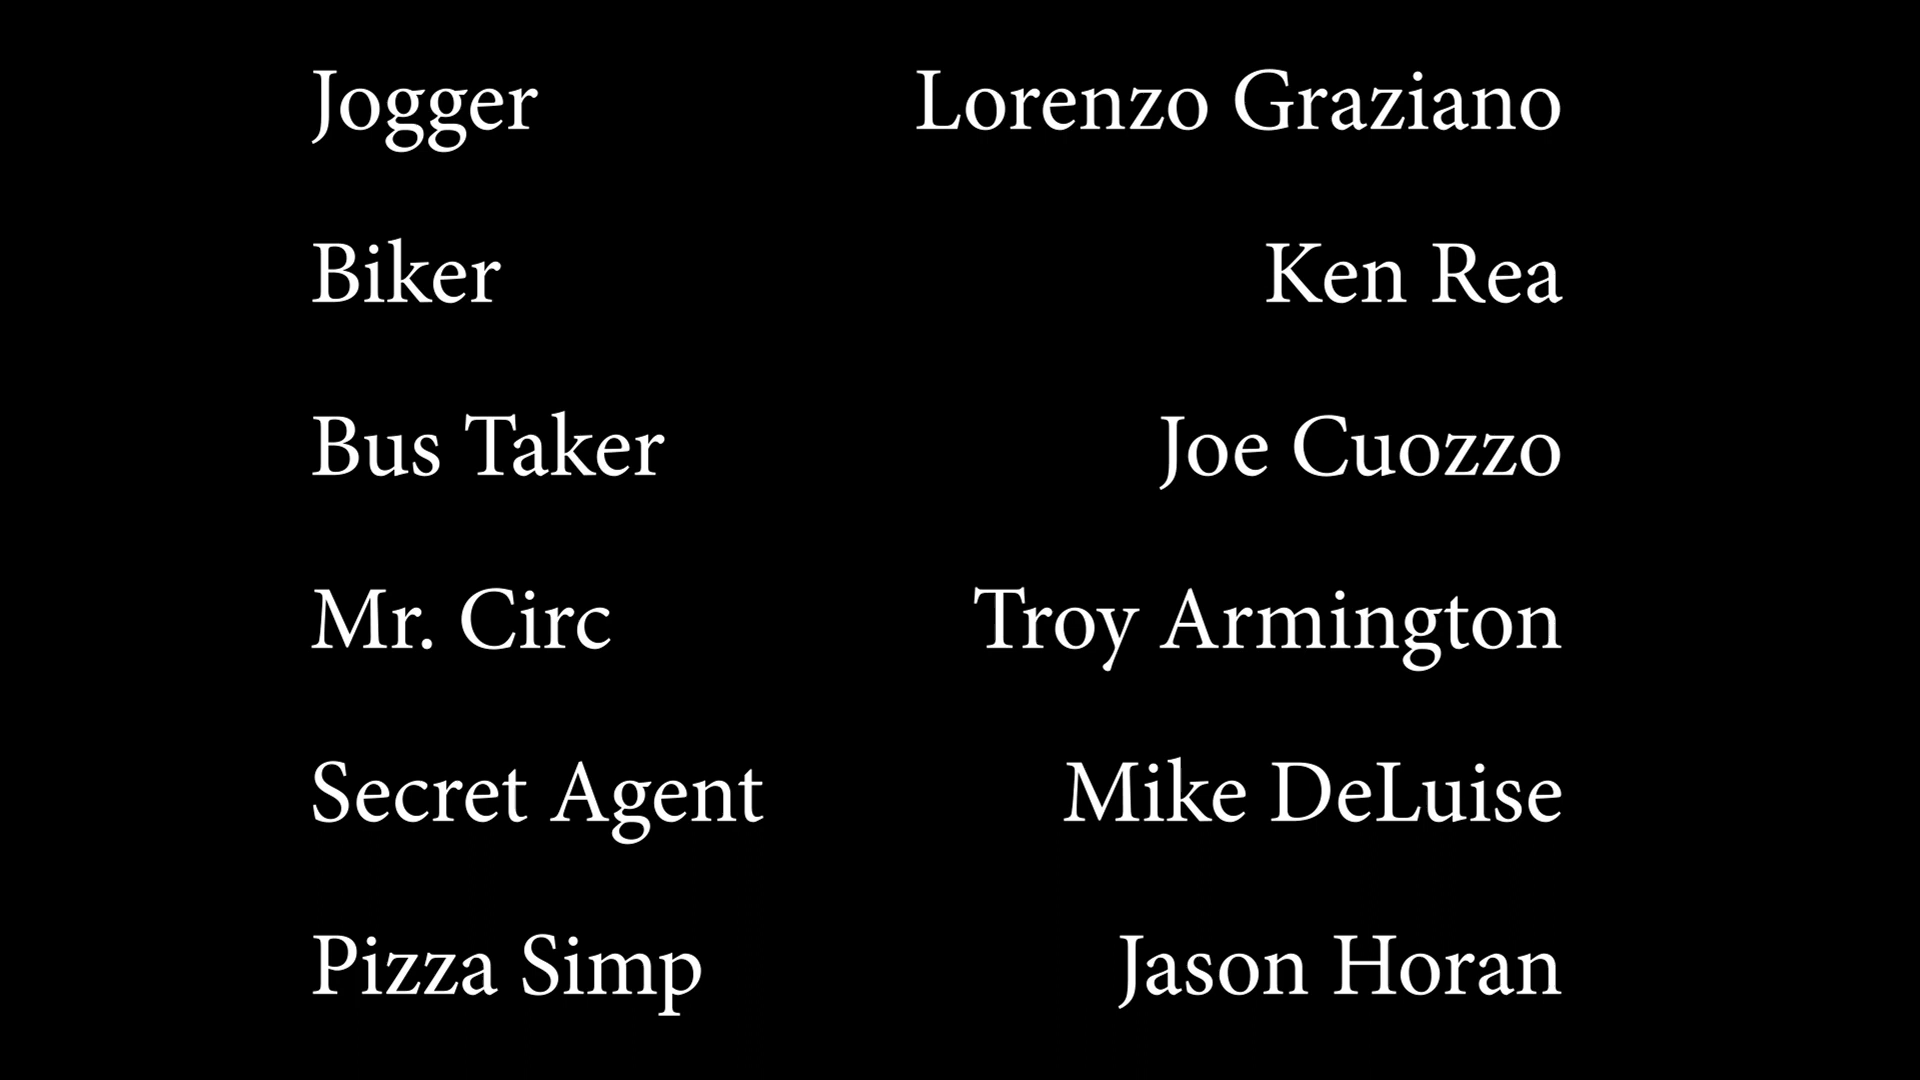 Jogger Lorenzo Graziano
Biker Ken Rea
Bus Taker Joe Cuozzo
Mr. Circ Troy Armington
Secret Agent Mike DeLuise
Pizza Simp Jason Horan